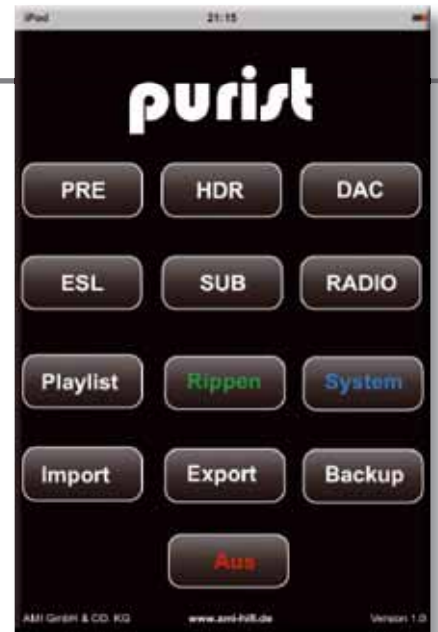 iPod 21:15
purist
PRE HDR DAC
ESL SUB RADIO
Playlist Rippen System
Import Export Backup
Aus
AMI GmbH & CO. KG www.ami-hifi.de Version 1.0